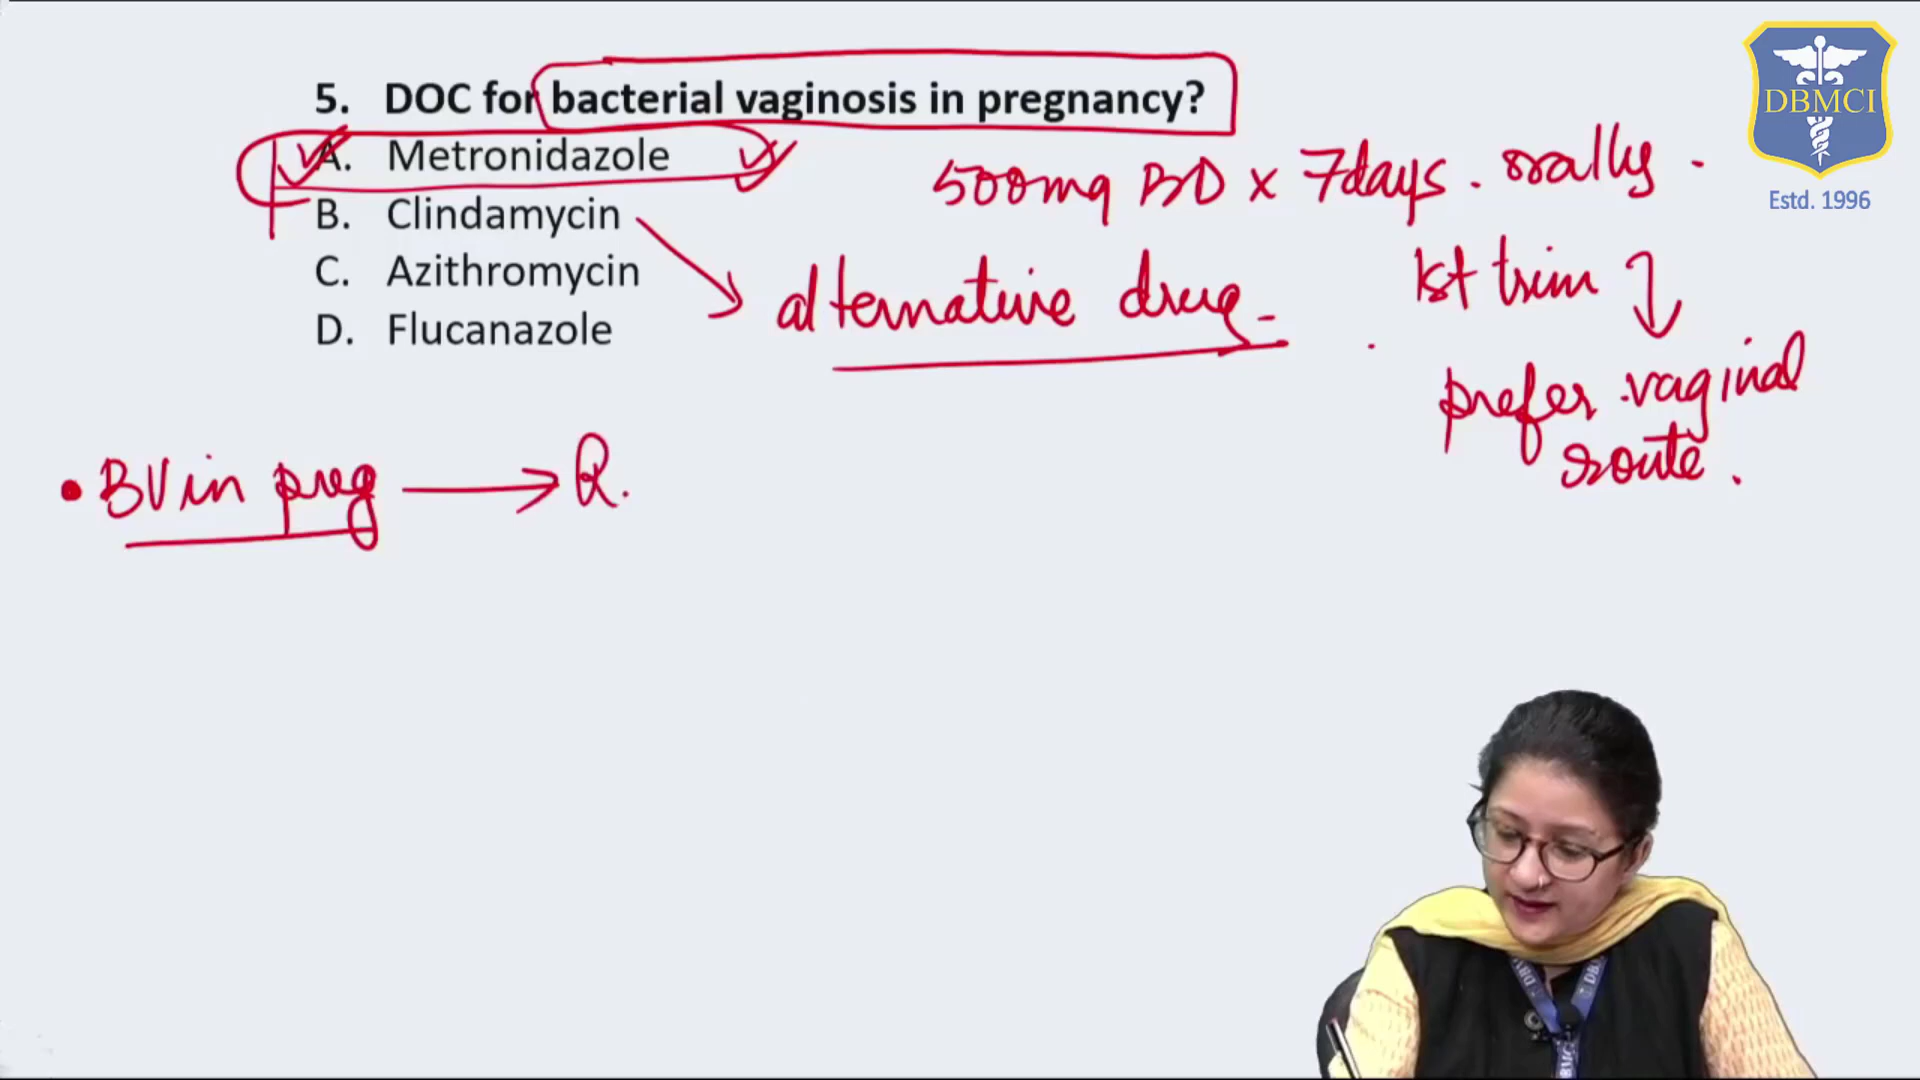 5. DOC for bacterial vaginosis in pregnancy?
A. Metronidazole
B. Clindamycin
C. Azithromycin
D. Flucanazole
500mg BD x 7days. orally.
1st trim
prefer vaginal
route.
alternative drug
• BV in preg → R.
DBMCI
Estd. 1996
DBMCI